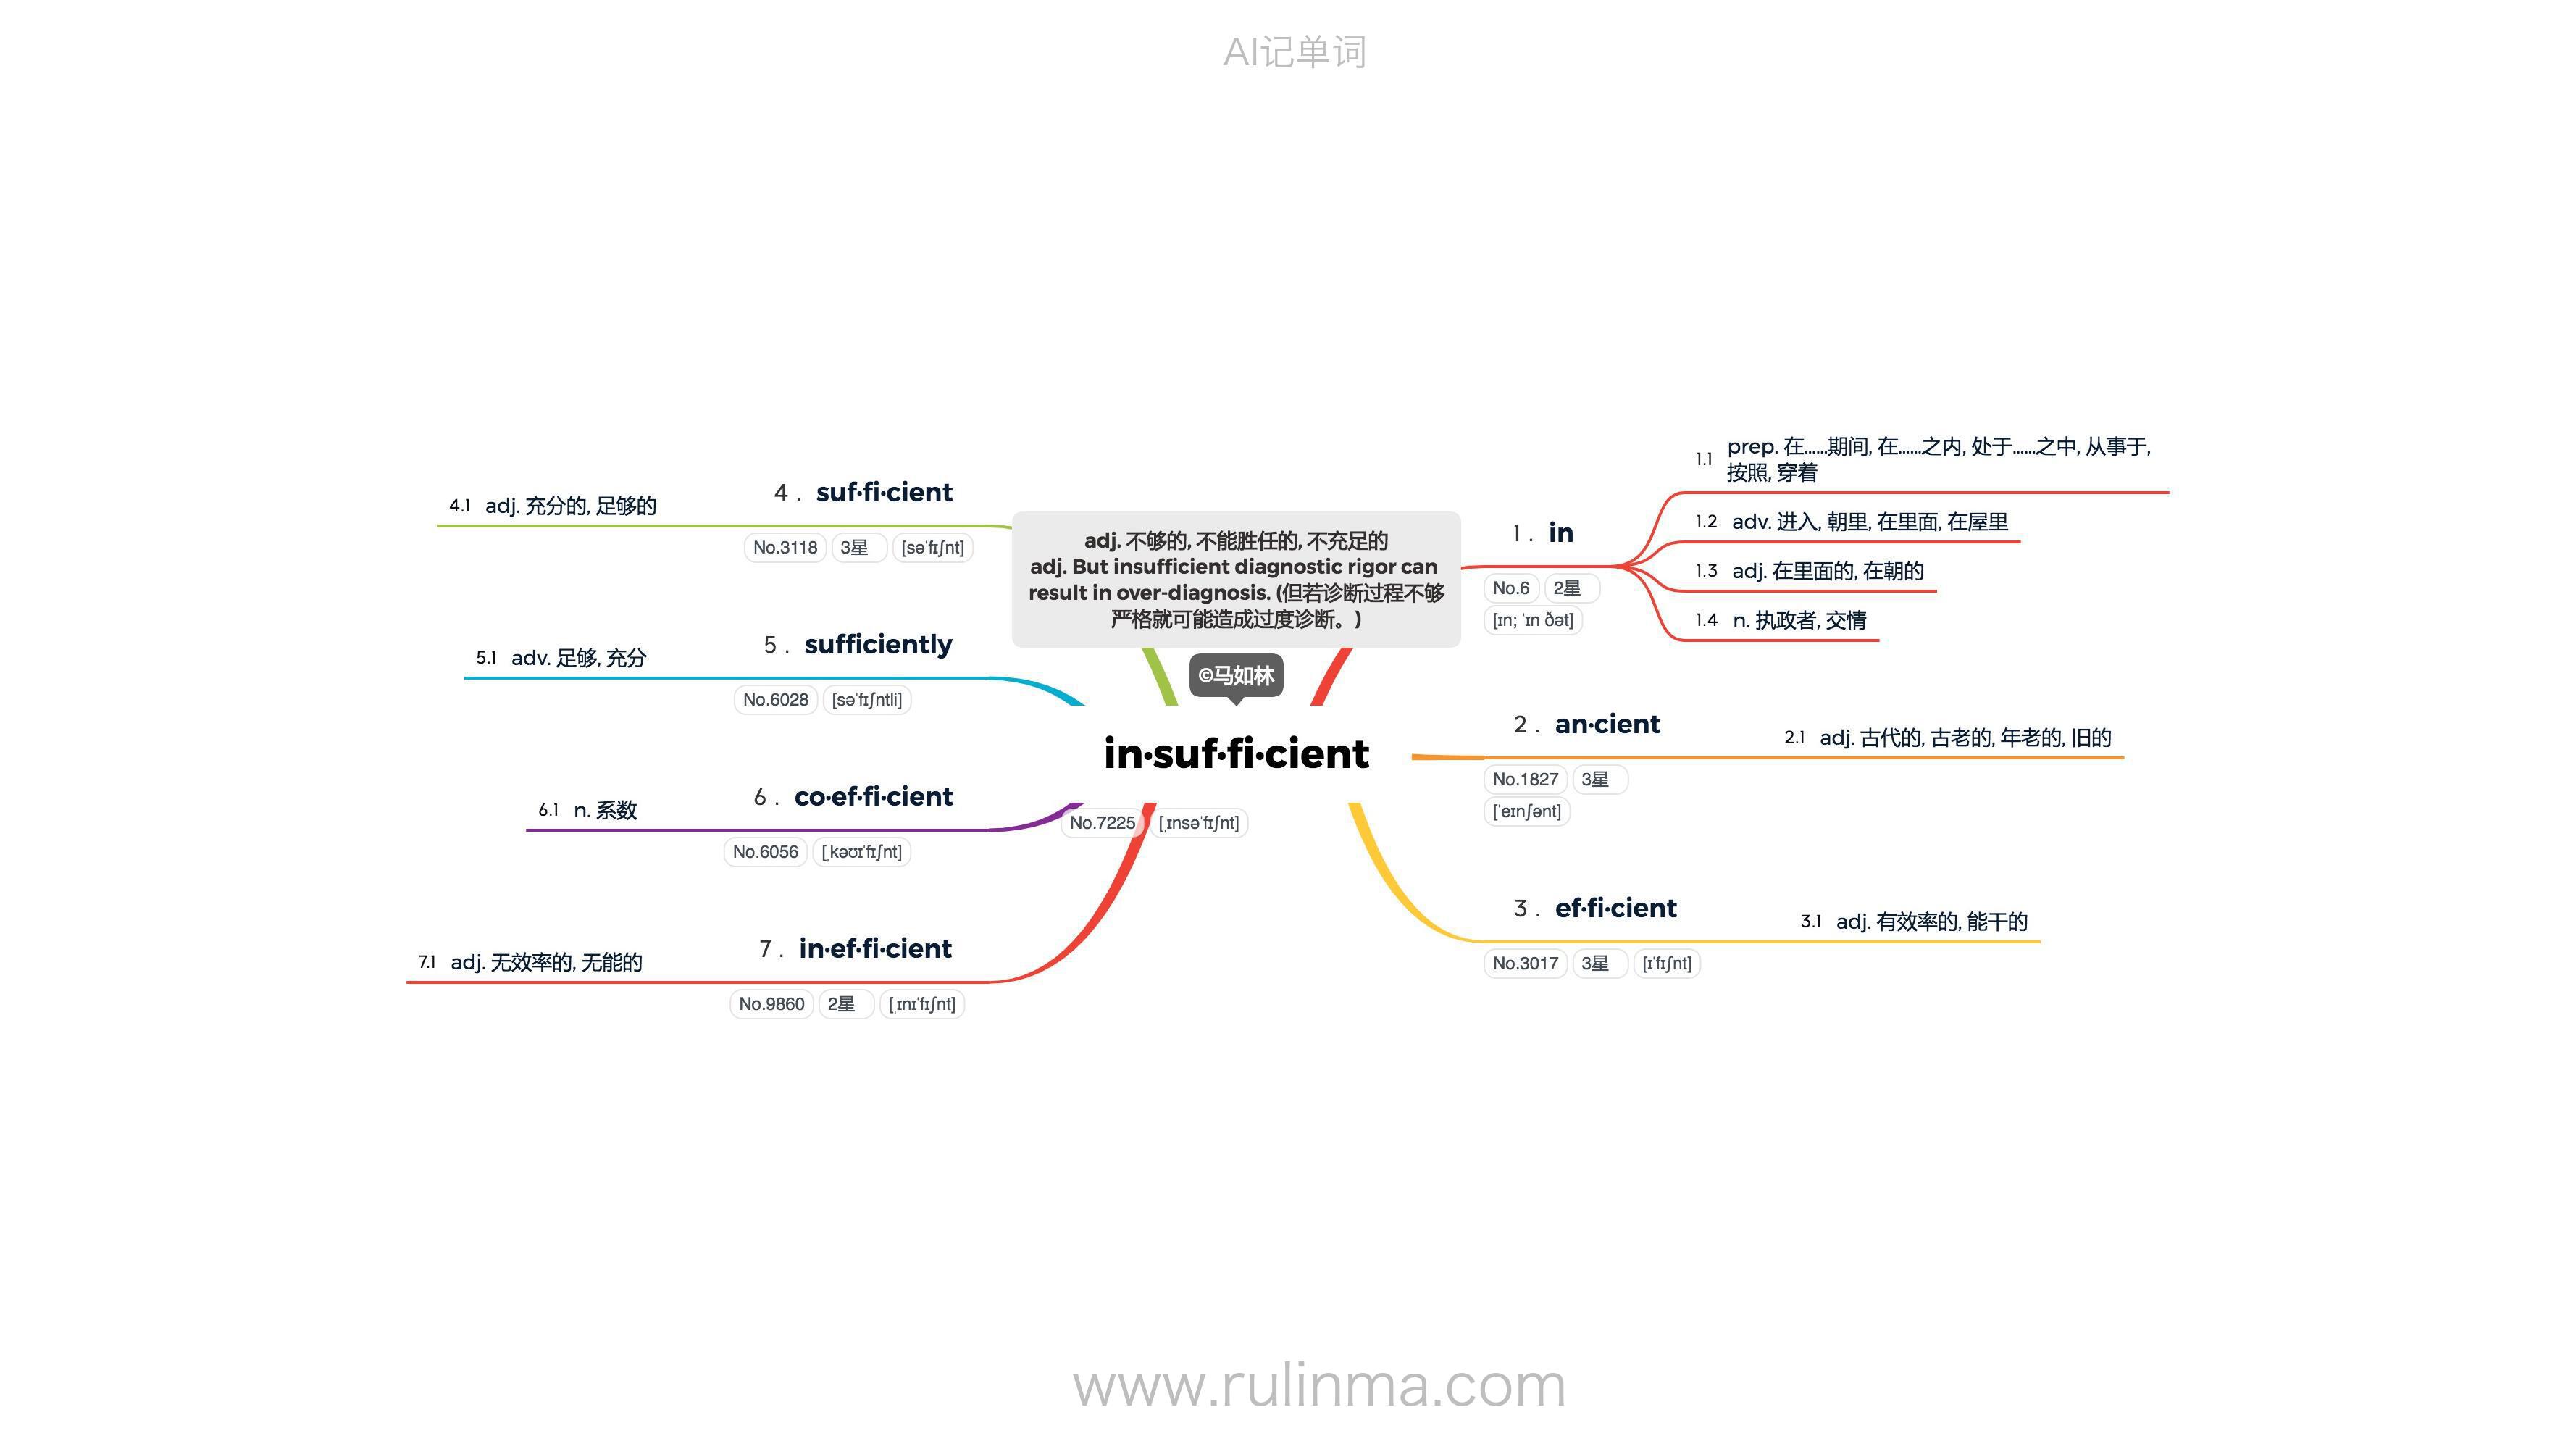 AI记单词
adj. 不够的, 不能胜任的, 不充足的
adj. But insufficient diagnostic rigor can
result in over-diagnosis. (但若诊断过程不够
严格就可能造成过度诊断。)
©马如林
in·suf·fi·cient
No.7225 [ˌɪnsəˈfɪʃnt]
1 . in
No.6 2星
[ɪn; ˈɪn ðət]
1.1 prep. 在……期间, 在……之内, 处于……之中, 从事于,
按照, 穿着
1.2 adv. 进入, 朝里, 在里面, 在屋里
1.3 adj. 在里面的, 在朝的
1.4 n. 执政者, 交情
2 . an·cient
No.1827 3星
[ˈeɪnʃənt]
2.1 adj. 古代的, 古老的, 年老的, 旧的
3 . ef·fi·cient
No.3017 3星 [ɪˈfɪʃnt]
3.1 adj. 有效率的, 能干的
4 . suf·fi·cient
No.3118 3星 [səˈfɪʃnt]
4.1 adj. 充分的, 足够的
5 . sufficiently
No.6028 [səˈfɪʃntli]
5.1 adv. 足够, 充分
6 . co·ef·fi·cient
No.6056 [ˌkəʊɪˈfɪʃnt]
6.1 n. 系数
7 . in·ef·fi·cient
No.9860 2星 [ˌɪnɪˈfɪʃnt]
7.1 adj. 无效率的, 无能的
www.rulinma.com